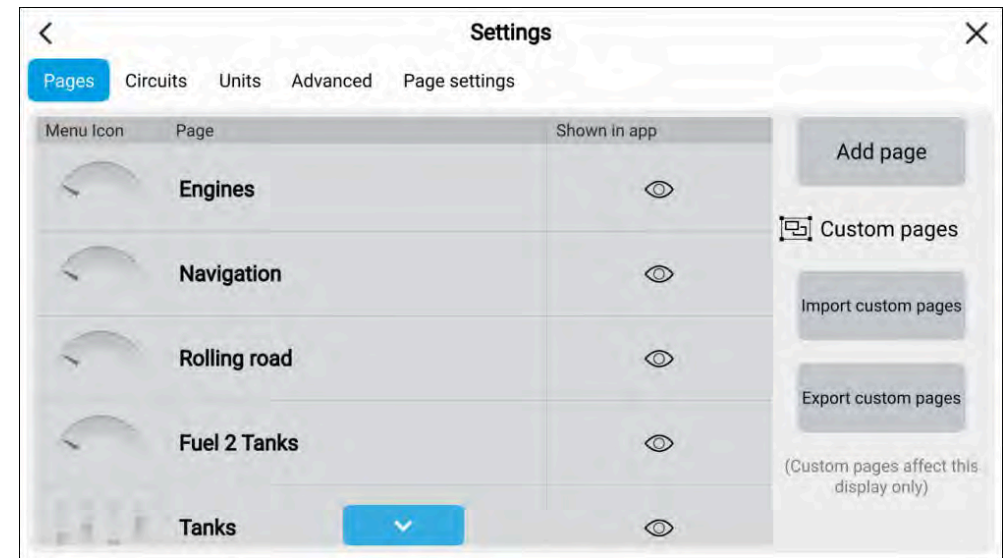 Settings
Pages Circuits Units Advanced Page settings
Menu Icon Page Shown in app
Engines
Navigation
Rolling road
Fuel 2 Tanks
Tanks
Add page
Custom pages
Import custom pages
Export custom pages
(Custom pages affect this
display only)